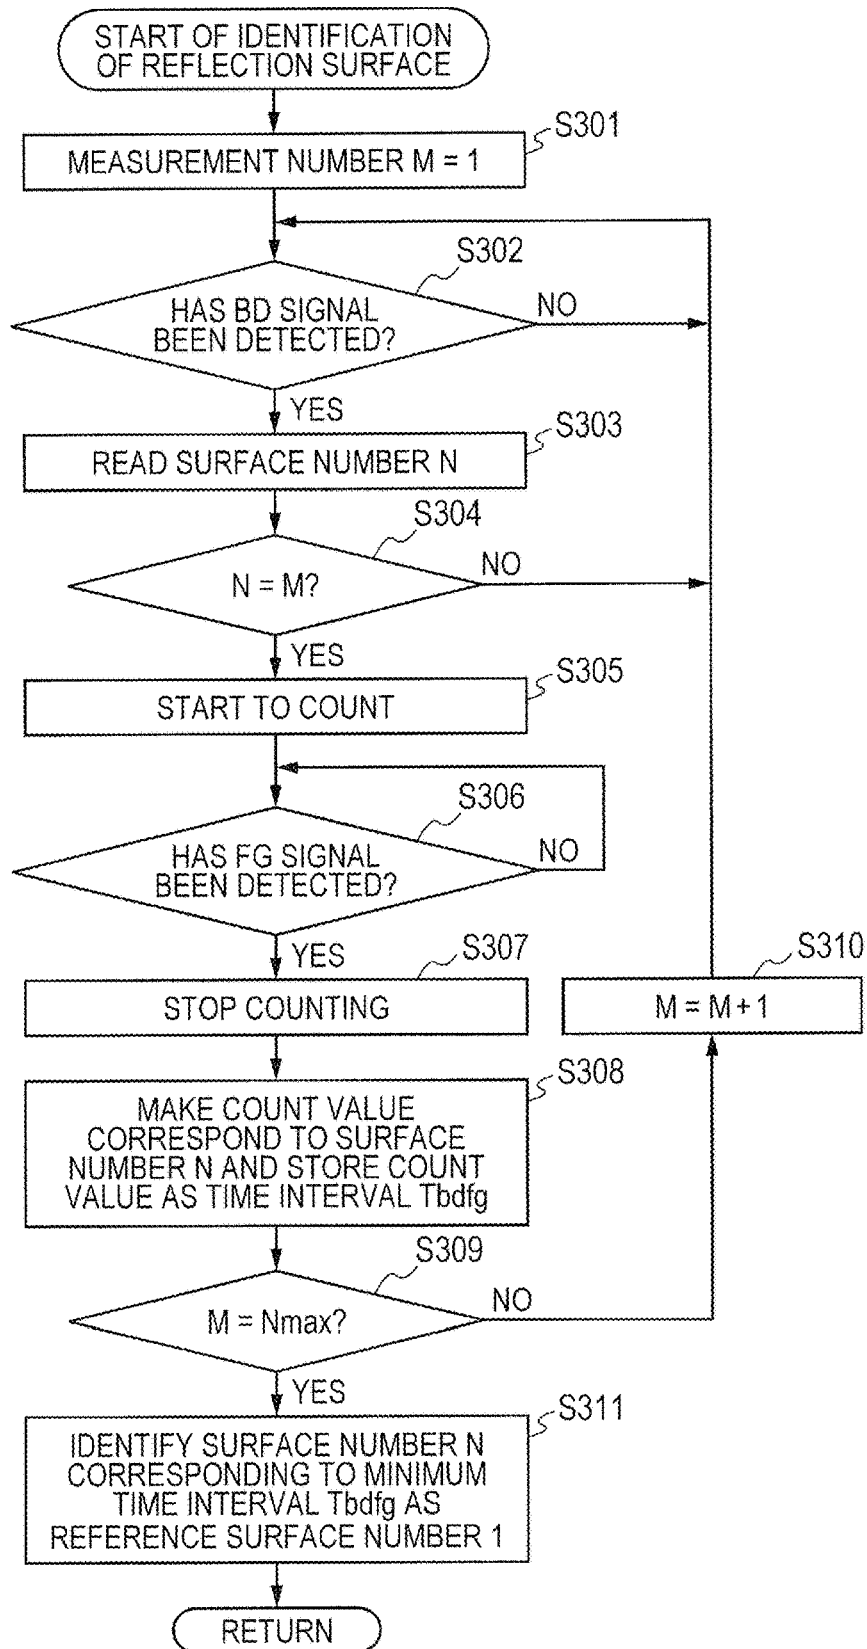 START OF IDENTIFICATION
OF REFLECTION SURFACE
S301
MEASUREMENT NUMBER M = 1
S302
HAS BD SIGNAL
BEEN DETECTED?
NO
YES
S303
READ SURFACE NUMBER N
S304
N = M?
NO
YES
S305
START TO COUNT
S306
HAS FG SIGNAL
BEEN DETECTED?
NO
YES
S307
STOP COUNTING
S310
M = M + 1
S308
MAKE COUNT VALUE
CORRESPOND TO SURFACE
NUMBER N AND STORE COUNT
VALUE AS TIME INTERVAL Tbdfg
S309
M = Nmax?
NO
YES
S311
IDENTIFY SURFACE NUMBER N
CORRESPONDING TO MINIMUM
TIME INTERVAL Tbdfg AS
REFERENCE SURFACE NUMBER 1
RETURN